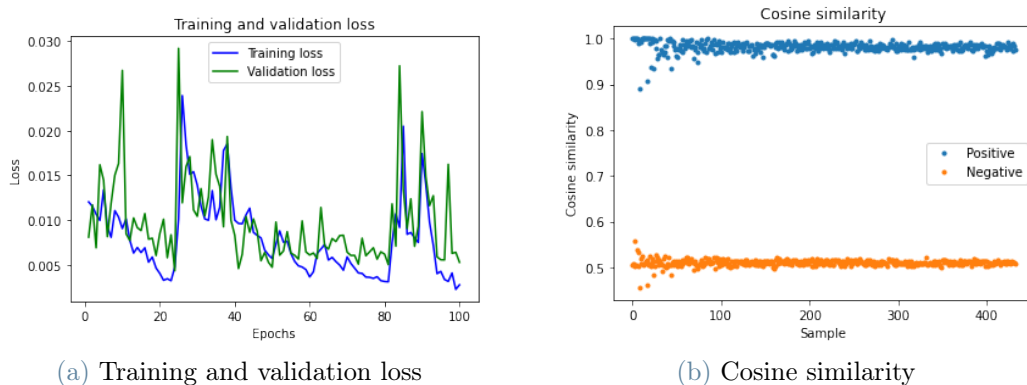 Training and validation loss
Training loss
Validation loss
0.030
0.025
0.020
0.015
0.010
0.005
Loss
0
20
40
60
80
100
Epochs
(a) Training and validation loss
Cosine similarity
1.0
0.9
0.8
0.7
0.6
0.5
Cosine similarity
Positive
Negative
0
100
200
300
400
Sample
(b) Cosine similarity